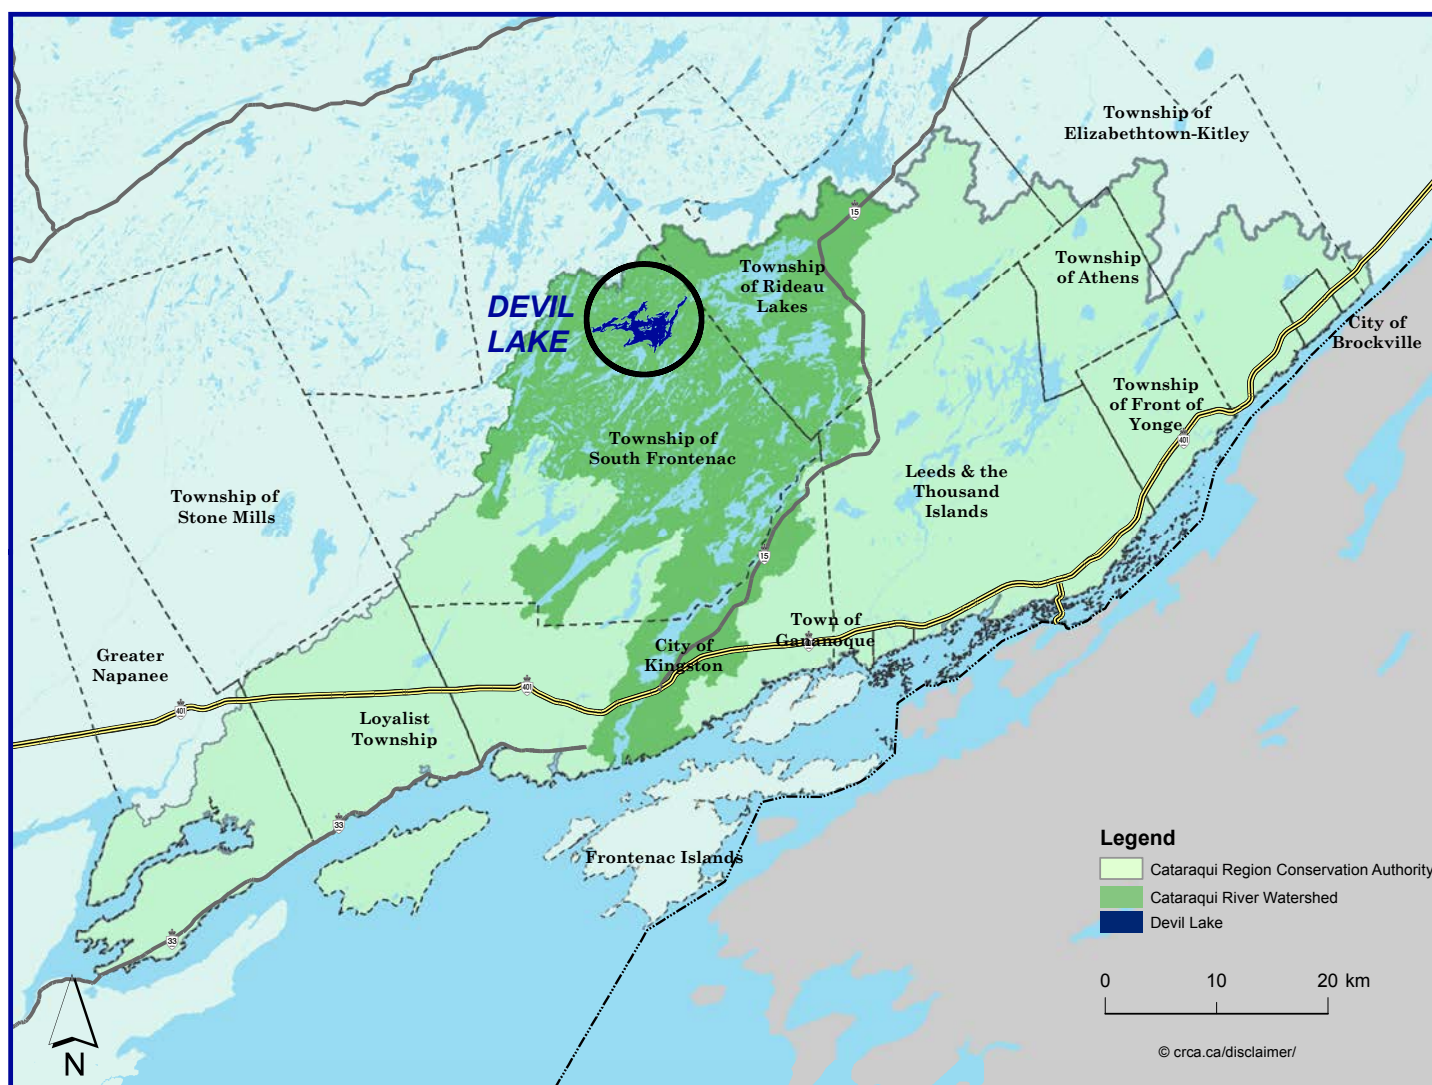 Township of
Elizabethtown-Kitley
15
Township
of Athens
Township
of Rideau
Lakes
DEVIL
LAKE
City of
Brockville
Township
of Front of
Yonge
401
Township of
South Frontenac
Leeds & the
Thousand
Islands
Township of
Stone Mills
15
Town of
Gananoque
City of
Kingston
Greater
Napanee
401
401
Loyalist
Township
33
Frontenac Islands
33
N
Legend
Cataraqui Region Conservation Authority
Cataraqui River Watershed
Devil Lake
0 10 20 km
© crca.ca/disclaimer/